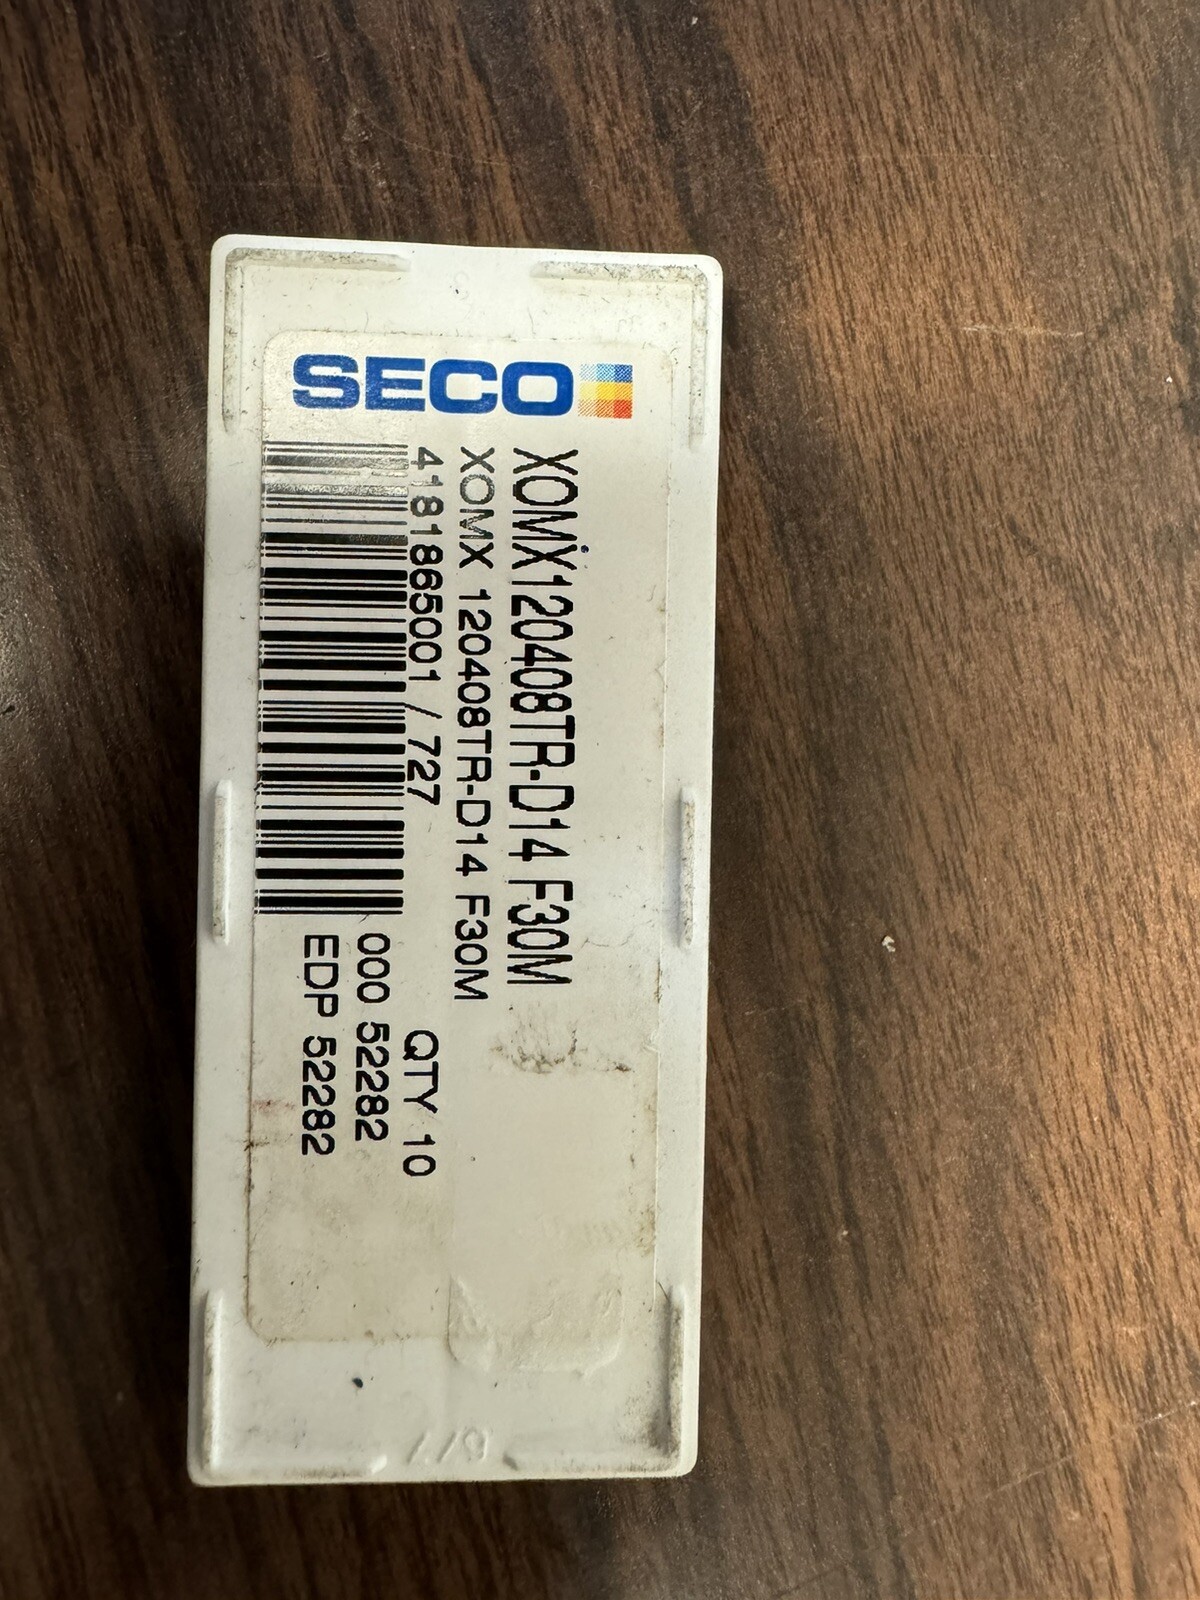 SECO
XOMX120408TR-D14 F30M
XOMX 120408TR-D14 F30M
4181865001 / 727
QTY 10
000 52282
EDP 52282